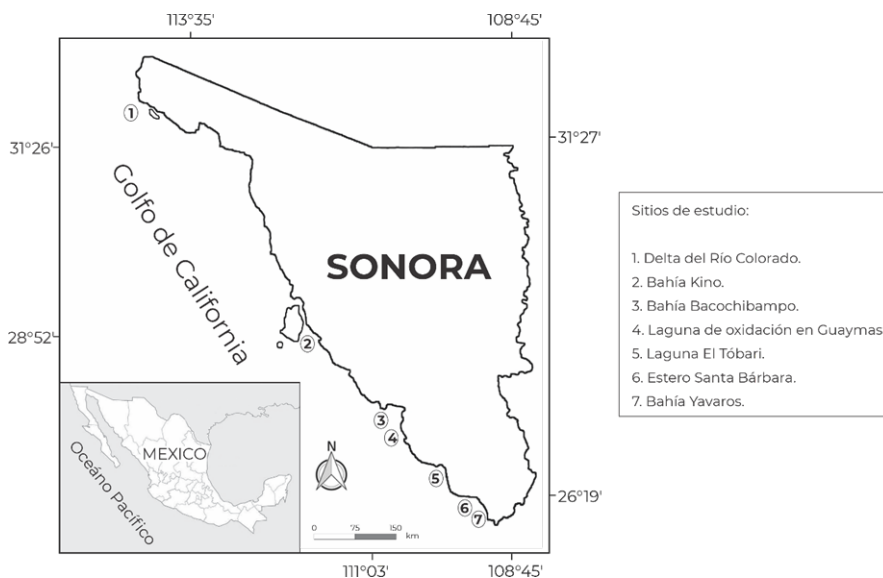 113°35'
108°45'
1
31°26'
31°27'
Golfo de California
SONORA
Sitios de estudio:
1. Delta del Río Colorado.
2. Bahía Kino.
3. Bahía Bacochibampo.
4. Laguna de oxidación en Guaymas
5. Laguna El Tóbari.
6. Estero Santa Bárbara.
7. Bahía Yavaros.
28°52'
2
3
4
MEXICO
Oceáno Pacífico
N
5
6
7
26°19'
0 75 150
km
111°03'
108°45'